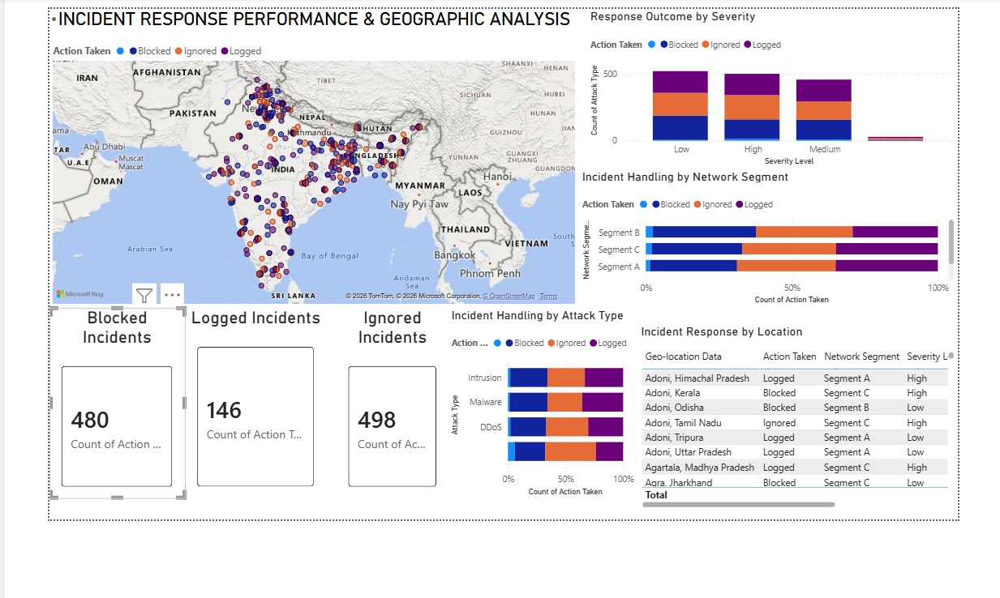 INCIDENT RESPONSE PERFORMANCE & GEOGRAPHIC ANALYSIS
Action Taken Blocked Ignored Logged
IRAN
AFGHANISTAN
PAKISTAN
TIBET
SHAANXI
HENAN
SICHUAN
HUBEI
HUNAN
GUIZHOU
YUNNAN
GUANGXI
ZHUANG
GUANGDON
NEPAL
Kathmandu
BHUTAN
INDIA
Abu Dhabi
U.A.E.
Muscat
Mascat
OMAN
MYANMAR
Nay Pyi Taw
LAOS
Hanoi
THAILAND
VIETNAM
Bangkok
Phnom Penh
Arabian Sea
Bay of Bengal
Andaman
Sea
South
SRI LANKA
Microsoft Bing
© 2026 TomTom, © 2026 Microsoft Corporation, © OpenStreetMap Terms
Response Outcome by Severity
Action Taken Blocked Ignored Logged
Count of Attack Type
500
0
Low High Medium
Severity Level
Incident Handling by Network Segment
Action Taken Blocked Ignored Logged
Network Segme...
Segment B
Segment C
Segment A
0% 50% 100%
Count of Action Taken
Blocked
Incidents
480
Count of Action ...
Logged Incidents
146
Count of Action T...
Ignored
Incidents
498
Count of Ac...
Incident Handling by Attack Type
Action ... Blocked Ignored Logged
Attack Type
Intrusion
Malware
DDoS
0% 50% 100%
Count of Action Taken
Incident Response by Location
Geo-location Data Action Taken Network Segment Severity L
Adoni, Himachal Pradesh Logged Segment A High
Adoni, Kerala Blocked Segment C High
Adoni, Odisha Blocked Segment B Low
Adoni, Tamil Nadu Ignored Segment C High
Adoni, Tripura Logged Segment A Low
Adoni, Uttar Pradesh Logged Segment A Low
Agartala, Madhya Pradesh Logged Segment C High
Agra, Jharkhand Blocked Segment C Low
Total